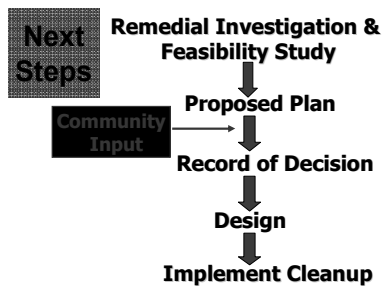 Next
Steps
Remedial Investigation &
Feasibility Study
Proposed Plan
Community
Input
Record of Decision
Design
Implement Cleanup